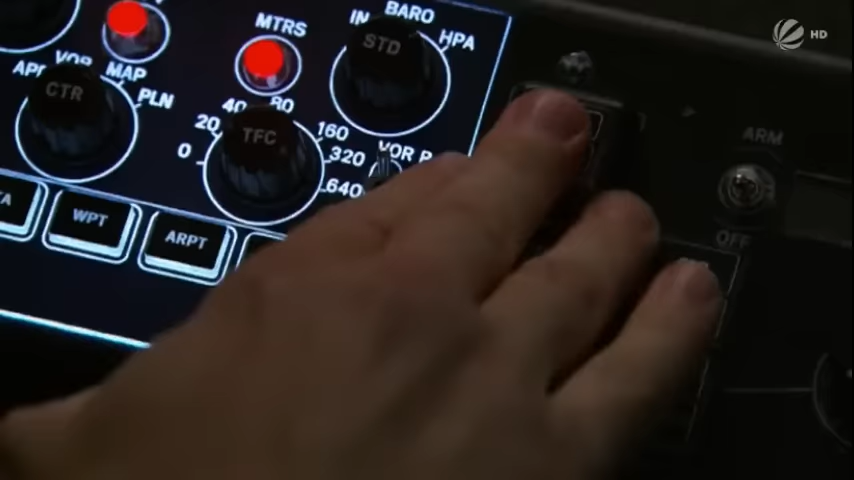 BARO
IN
HPA
STD
MTRS
HD
APP VOR MAP PLN
CTR
0 20 40 80 160 320 640
TFC
VOR R
ARM
OFF
WPT
ARPT